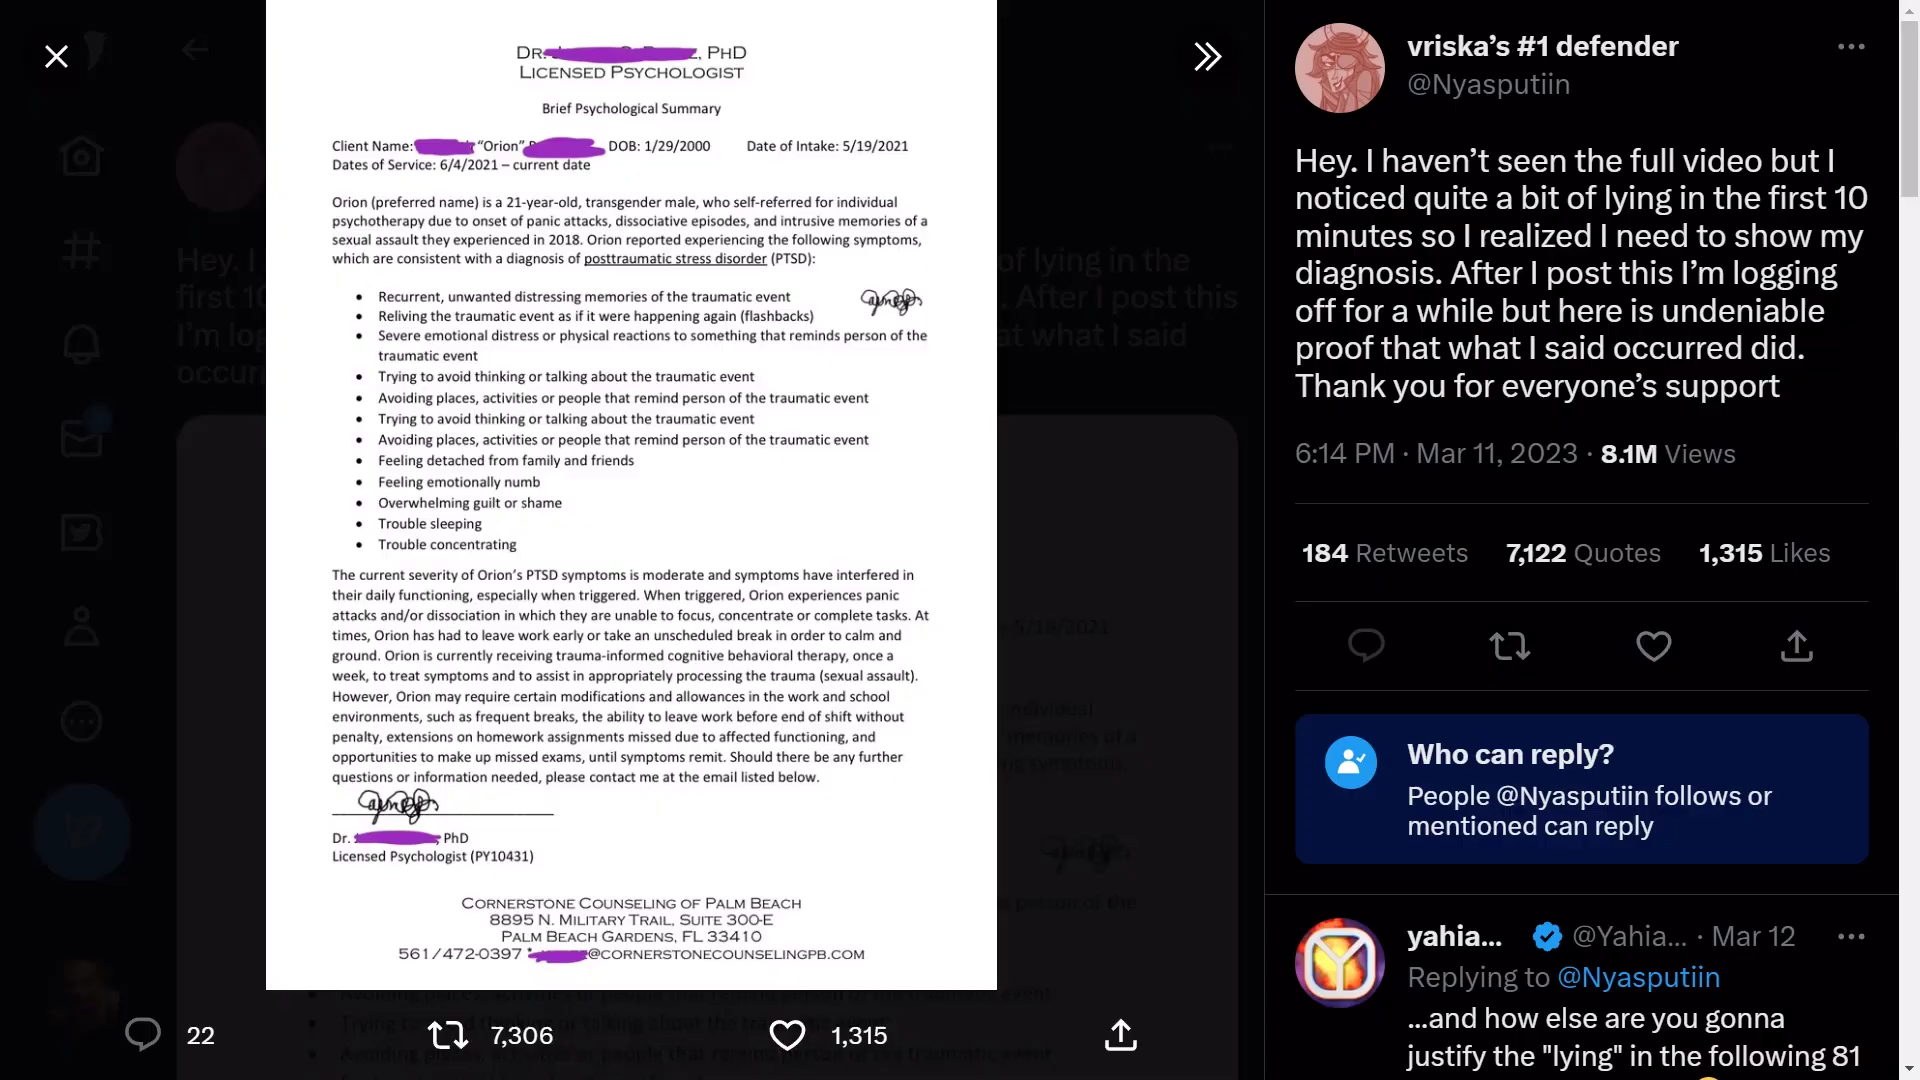 DR. , PHD
LICENSED PSYCHOLOGIST
Brief Psychological Summary
Client Name: "Orion" DOB: 1/29/2000 Date of Intake: 5/19/2021
Dates of Service: 6/4/2021 – current date
Orion (preferred name) is a 21-year-old, transgender male, who self-referred for individual
psychotherapy due to onset of panic attacks, dissociative episodes, and intrusive memories of a
sexual assault they experienced in 2018. Orion reported experiencing the following symptoms,
which are consistent with a diagnosis of posttraumatic stress disorder (PTSD):
• Recurrent, unwanted distressing memories of the traumatic event
• Reliving the traumatic event as if it were happening again (flashbacks)
• Severe emotional distress or physical reactions to something that reminds person of the
traumatic event
• Trying to avoid thinking or talking about the traumatic event
• Avoiding places, activities or people that remind person of the traumatic event
• Trying to avoid thinking or talking about the traumatic event
• Avoiding places, activities or people that remind person of the traumatic event
• Feeling detached from family and friends
• Feeling emotionally numb
• Overwhelming guilt or shame
• Trouble sleeping
• Trouble concentrating
The current severity of Orion's PTSD symptoms is moderate and symptoms have interfered in
their daily functioning, especially when triggered. When triggered, Orion experiences panic
attacks and/or dissociation in which they are unable to focus, concentrate or complete tasks. At
times, Orion has had to leave work early or take an unscheduled break in order to calm and
ground. Orion is currently receiving trauma-informed cognitive behavioral therapy, once a
week, to treat symptoms and to assist in appropriately processing the trauma (sexual assault).
However, Orion may require certain modifications and allowances in the work and school
environments, such as frequent breaks, the ability to leave work before end of shift without
penalty, extensions on homework assignments missed due to affected functioning, and
opportunities to make up missed exams, until symptoms remit. Should there be any further
questions or information needed, please contact me at the email listed below.
Dr. , PhD
Licensed Psychologist (PY10431)
CORNERSTONE COUNSELING OF PALM BEACH
8895 N. MILITARY TRAIL, SUITE 300-E
PALM BEACH GARDENS, FL 33410
561/472-0397 * @CORNERSTONECOUNSELINGPB.COM
22
7,306
1,315
vriska's #1 defender
@Nyasputiin
Hey. I haven't seen the full video but I
noticed quite a bit of lying in the first 10
minutes so I realized I need to show my
diagnosis. After I post this I'm logging
off for a while but here is undeniable
proof that what I said occurred did.
Thank you for everyone's support
6:14 PM · Mar 11, 2023 · 8.1M Views
184 Retweets 7,122 Quotes 1,315 Likes
Who can reply?
People @Nyasputiin follows or
mentioned can reply
yahia... @Yahia... · Mar 12
Replying to @Nyasputiin
...and how else are you gonna
justify the "lying" in the following 81